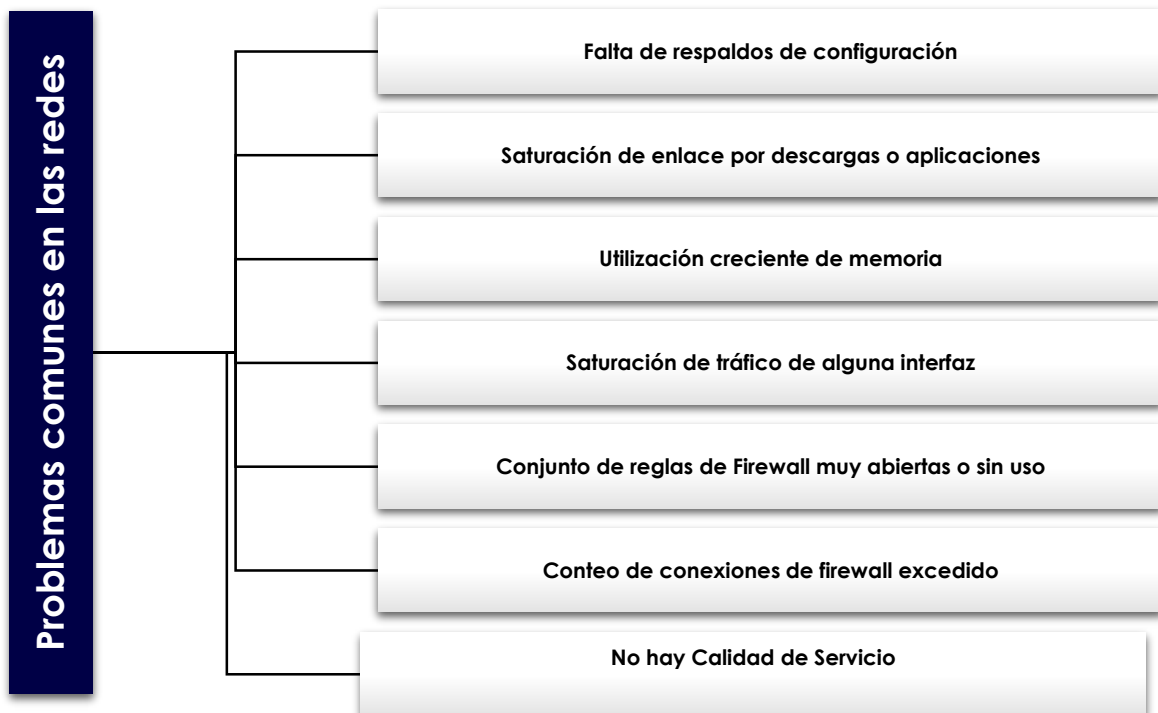 Problemas comunes en las redes
Falta de respaldos de configuración
Saturación de enlace por descargas o aplicaciones
Utilización creciente de memoria
Saturación de tráfico de alguna interfaz
Conjunto de reglas de Firewall muy abiertas o sin uso
Conteo de conexiones de firewall excedido
No hay Calidad de Servicio